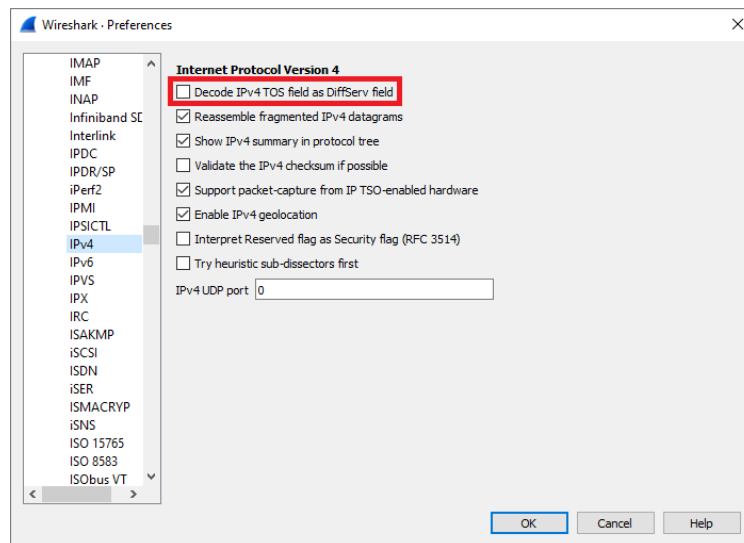 Wireshark · Preferences
IMAP
IMF
INAP
Infiniband SD
Interlink
IPDC
IPDR/SP
iPerf2
IPMI
IPSICTL
IPv4
IPv6
IPVS
IPX
IRC
ISAKMP
iSCSI
ISDN
iSER
ISMACRYP
iSNS
ISO 15765
ISO 8583
ISObus VT
Internet Protocol Version 4
Decode IPv4 TOS field as DiffServ field
Reassemble fragmented IPv4 datagrams
Show IPv4 summary in protocol tree
Validate the IPv4 checksum if possible
Support packet-capture from IP TSO-enabled hardware
Enable IPv4 geolocation
Interpret Reserved flag as Security flag (RFC 3514)
Try heuristic sub-dissectors first
IPv4 UDP port 0
OK Cancel Help